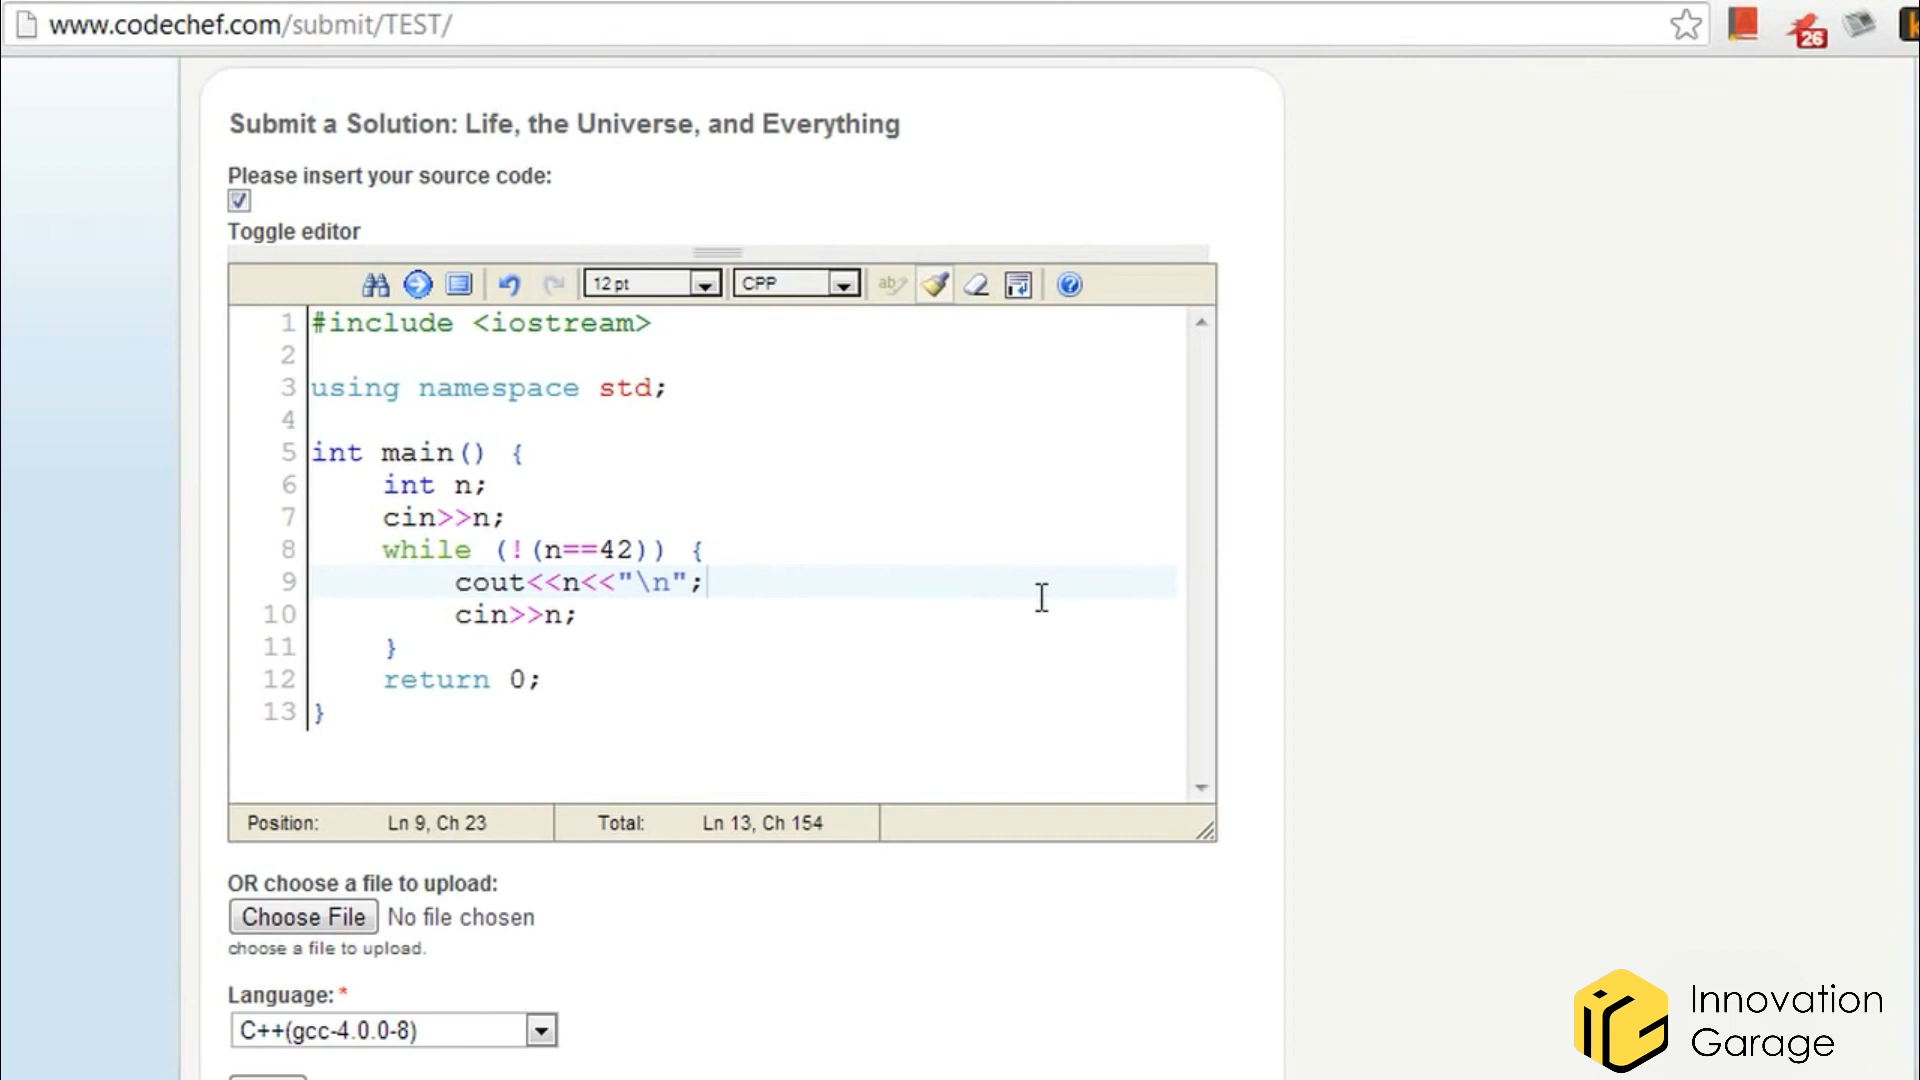 www.codechef.com/submit/TEST/
26
Submit a Solution: Life, the Universe, and Everything
Please insert your source code:
Toggle editor
12 pt
CPP
1 #include <iostream>
2
3 using namespace std;
4
5 int main() {
6     int n;
7     cin>>n;
8     while (!(n==42)) {
9         cout<<n<<"\n";
10         cin>>n;
11     }
12     return 0;
13 }
Position: Ln 9, Ch 23 Total: Ln 13, Ch 154
OR choose a file to upload:
Choose File No file chosen
choose a file to upload.
Language: *
C++(gcc-4.0.0-8)
Innovation
Garage